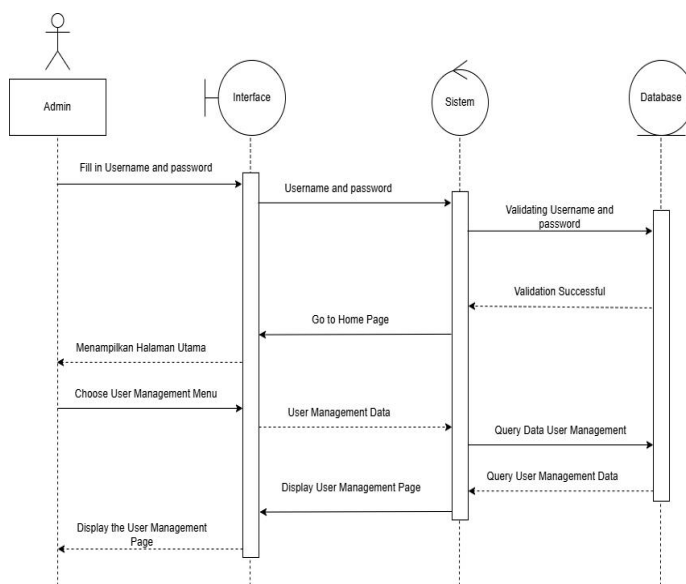 Admin
Interface
Sistem
Database
Fill in Username and password
Username and password
Validating Username and
password
Validation Successful
Go to Home Page
Menampilkan Halaman Utama
Choose User Management Menu
User Management Data
Query Data User Management
Query User Management Data
Display User Management Page
Display the User Management
Page